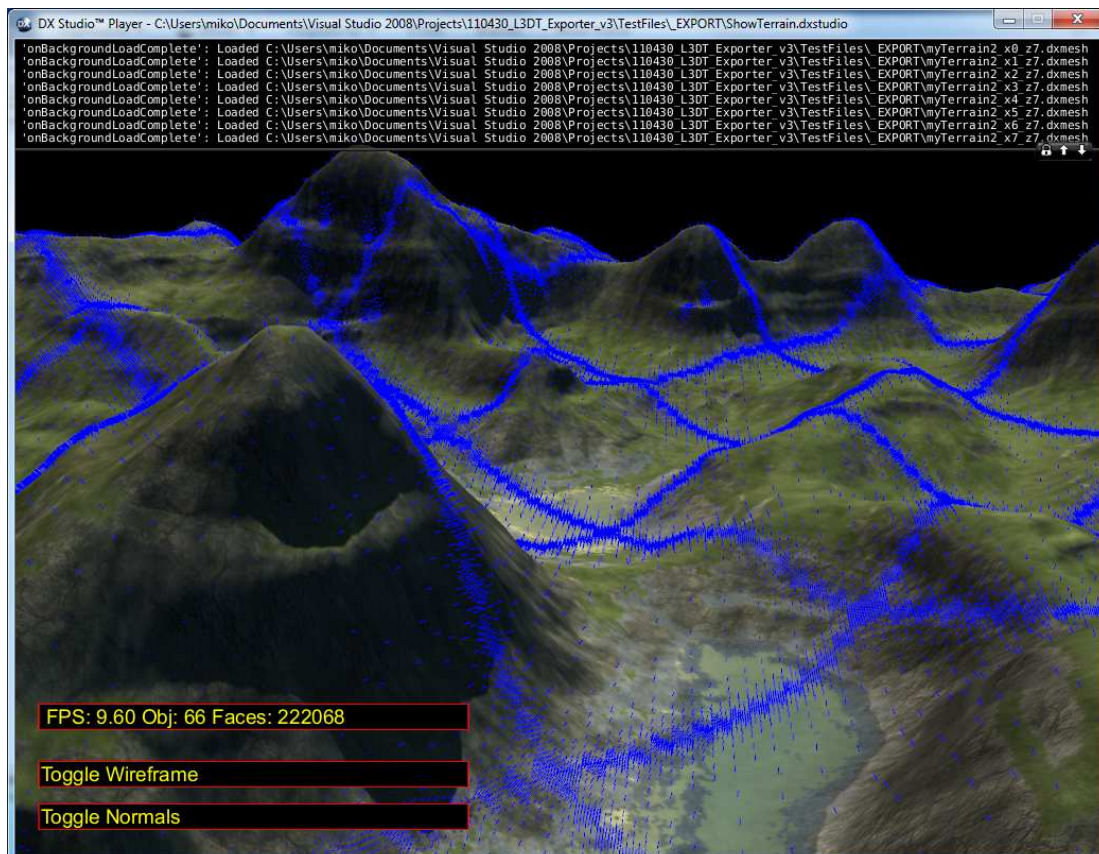 DX Studio™ Player - C:\Users\miko\Documents\Visual Studio 2008\Projects\110430_L3DT_Exporter_v3\TestFiles\_EXPORT\ShowTerrain.dxstudio
'onBackgroundLoadComplete': Loaded C:\Users\miko\Documents\Visual Studio 2008\Projects\110430_L3DT_Exporter_v3\TestFiles\_EXPORT\myTerrain2_x0_z7.dxmesh
'onBackgroundLoadComplete': Loaded C:\Users\miko\Documents\Visual Studio 2008\Projects\110430_L3DT_Exporter_v3\TestFiles\_EXPORT\myTerrain2_x1_z7.dxmesh
'onBackgroundLoadComplete': Loaded C:\Users\miko\Documents\Visual Studio 2008\Projects\110430_L3DT_Exporter_v3\TestFiles\_EXPORT\myTerrain2_x2_z7.dxmesh
'onBackgroundLoadComplete': Loaded C:\Users\miko\Documents\Visual Studio 2008\Projects\110430_L3DT_Exporter_v3\TestFiles\_EXPORT\myTerrain2_x3_z7.dxmesh
'onBackgroundLoadComplete': Loaded C:\Users\miko\Documents\Visual Studio 2008\Projects\110430_L3DT_Exporter_v3\TestFiles\_EXPORT\myTerrain2_x4_z7.dxmesh
'onBackgroundLoadComplete': Loaded C:\Users\miko\Documents\Visual Studio 2008\Projects\110430_L3DT_Exporter_v3\TestFiles\_EXPORT\myTerrain2_x5_z7.dxmesh
'onBackgroundLoadComplete': Loaded C:\Users\miko\Documents\Visual Studio 2008\Projects\110430_L3DT_Exporter_v3\TestFiles\_EXPORT\myTerrain2_x6_z7.dxmesh
'onBackgroundLoadComplete': Loaded C:\Users\miko\Documents\Visual Studio 2008\Projects\110430_L3DT_Exporter_v3\TestFiles\_EXPORT\myTerrain2_x7_z7.dxmesh
FPS: 9.60 Obj: 66 Faces: 222068
Toggle Wireframe
Toggle Normals